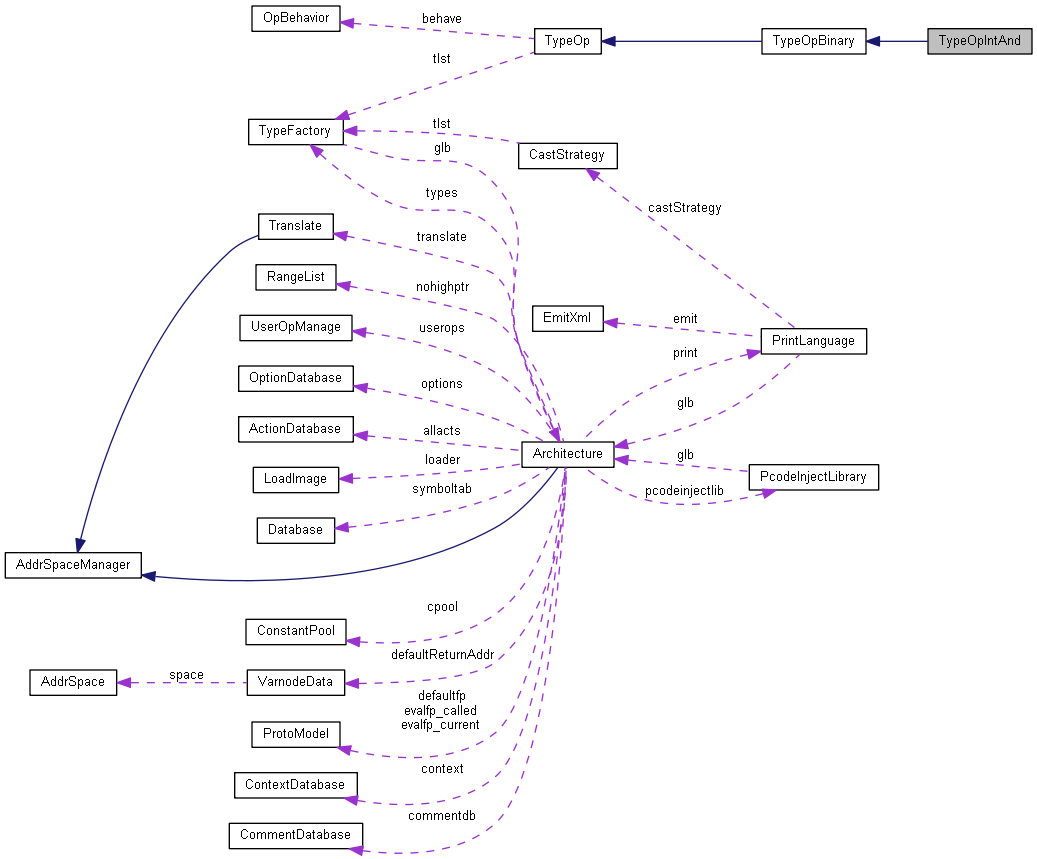 OpBehavior
behave
TypeOp
TypeOpBinary
TypeOpIntAnd
tlst
TypeFactory
tlst
glb
CastStrategy
types
castStrategy
Translate
translate
RangeList
nohighptr
EmitXml
emit
UserOpManage
userops
PrintLanguage
print
OptionDatabase
options
glb
ActionDatabase
allacts
Architecture
glb
LoadImage
loader
PcodeInjectLibrary
symboltab
pcodeinjectlib
Database
AddrSpaceManager
cpool
ConstantPool
defaultReturnAddr
AddrSpace
space
VarnodeData
defaultfp
evalfp_called
evalfp_current
ProtoModel
context
ContextDatabase
commentdb
CommentDatabase